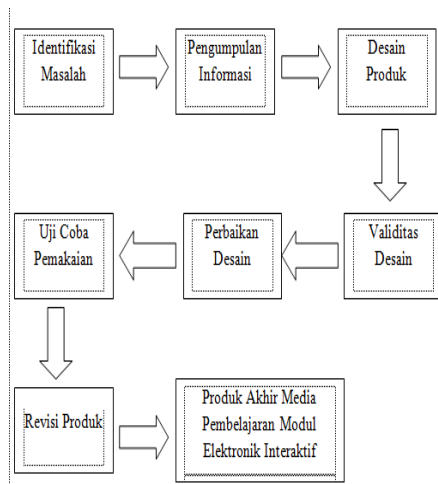 Identifikasi
Masalah
Pengumpulan
Informasi
Desain
Produk
Validitas
Desain
Perbaikan
Desain
Uji Coba
Pemakaian
Revisi Produk
Produk Akhir Media
Pembelajaran Modul
Elektronik Interaktif